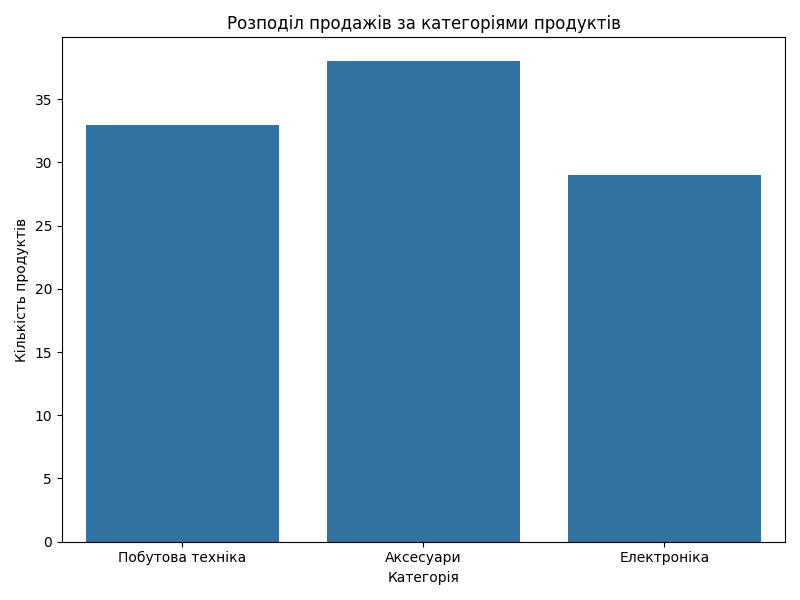 Розподіл продажів за категоріями продуктів
Кількість продуктів
35
30
25
20
15
10
5
0
Побутова техніка
Аксесуари
Електроніка
Категорія